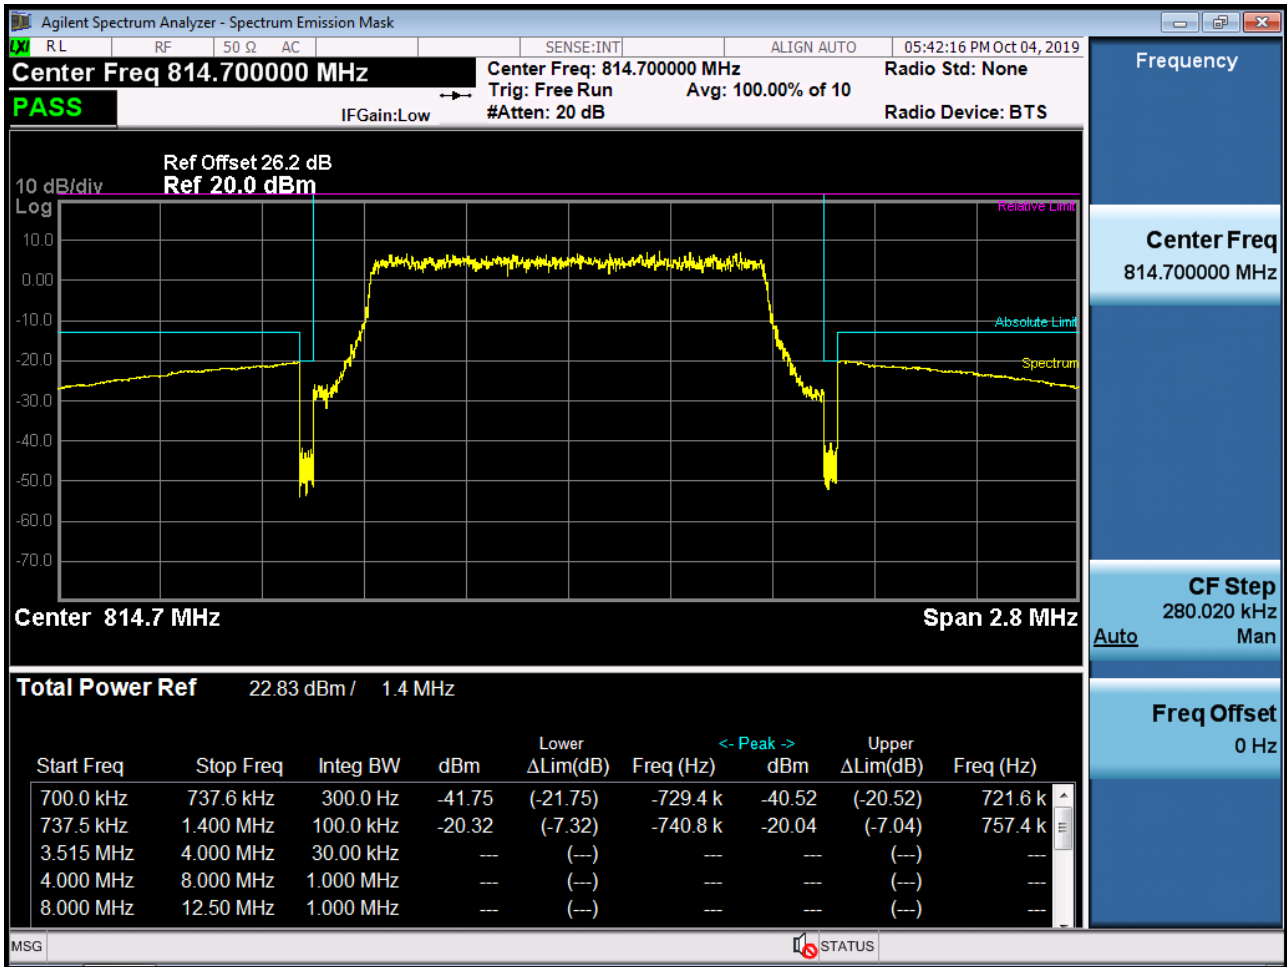 Agilent Spectrum Analyzer - Spectrum Emission Mask
LXI RL RF 50 Ω AC SENSE:INT ALIGN AUTO 05:42:16 PM Oct 04, 2019
Center Freq 814.700000 MHz
Center Freq: 814.700000 MHz Radio Std: None
Trig: Free Run Avg: 100.00% of 10
PASS IFGain:Low #Atten: 20 dB Radio Device: BTS
Ref Offset 26.2 dB
10 dB/div Ref 20.0 dBm
Log
Relative Limit
10.0
0.00
-10.0
Absolute Limit
-20.0
Spectrum
-30.0
-40.0
-50.0
-60.0
-70.0
Center 814.7 MHz Span 2.8 MHz
Total Power Ref 22.83 dBm / 1.4 MHz
Lower <- Peak -> Upper
Start Freq Stop Freq Integ BW dBm ΔLim(dB) Freq (Hz) dBm ΔLim(dB) Freq (Hz)
700.0 kHz 737.6 kHz 300.0 Hz -41.75 (-21.75) -729.4 k -40.52 (-20.52) 721.6 k
737.5 kHz 1.400 MHz 100.0 kHz -20.32 (-7.32) -740.8 k -20.04 (-7.04) 757.4 k
3.515 MHz 4.000 MHz 30.00 kHz --- (---) --- --- (---) ---
4.000 MHz 8.000 MHz 1.000 MHz --- (---) --- --- (---) ---
8.000 MHz 12.50 MHz 1.000 MHz --- (---) --- --- (---) ---
MSG STATUS
Frequency
Center Freq
814.700000 MHz
CF Step
280.020 kHz
Auto Man
Freq Offset
0 Hz